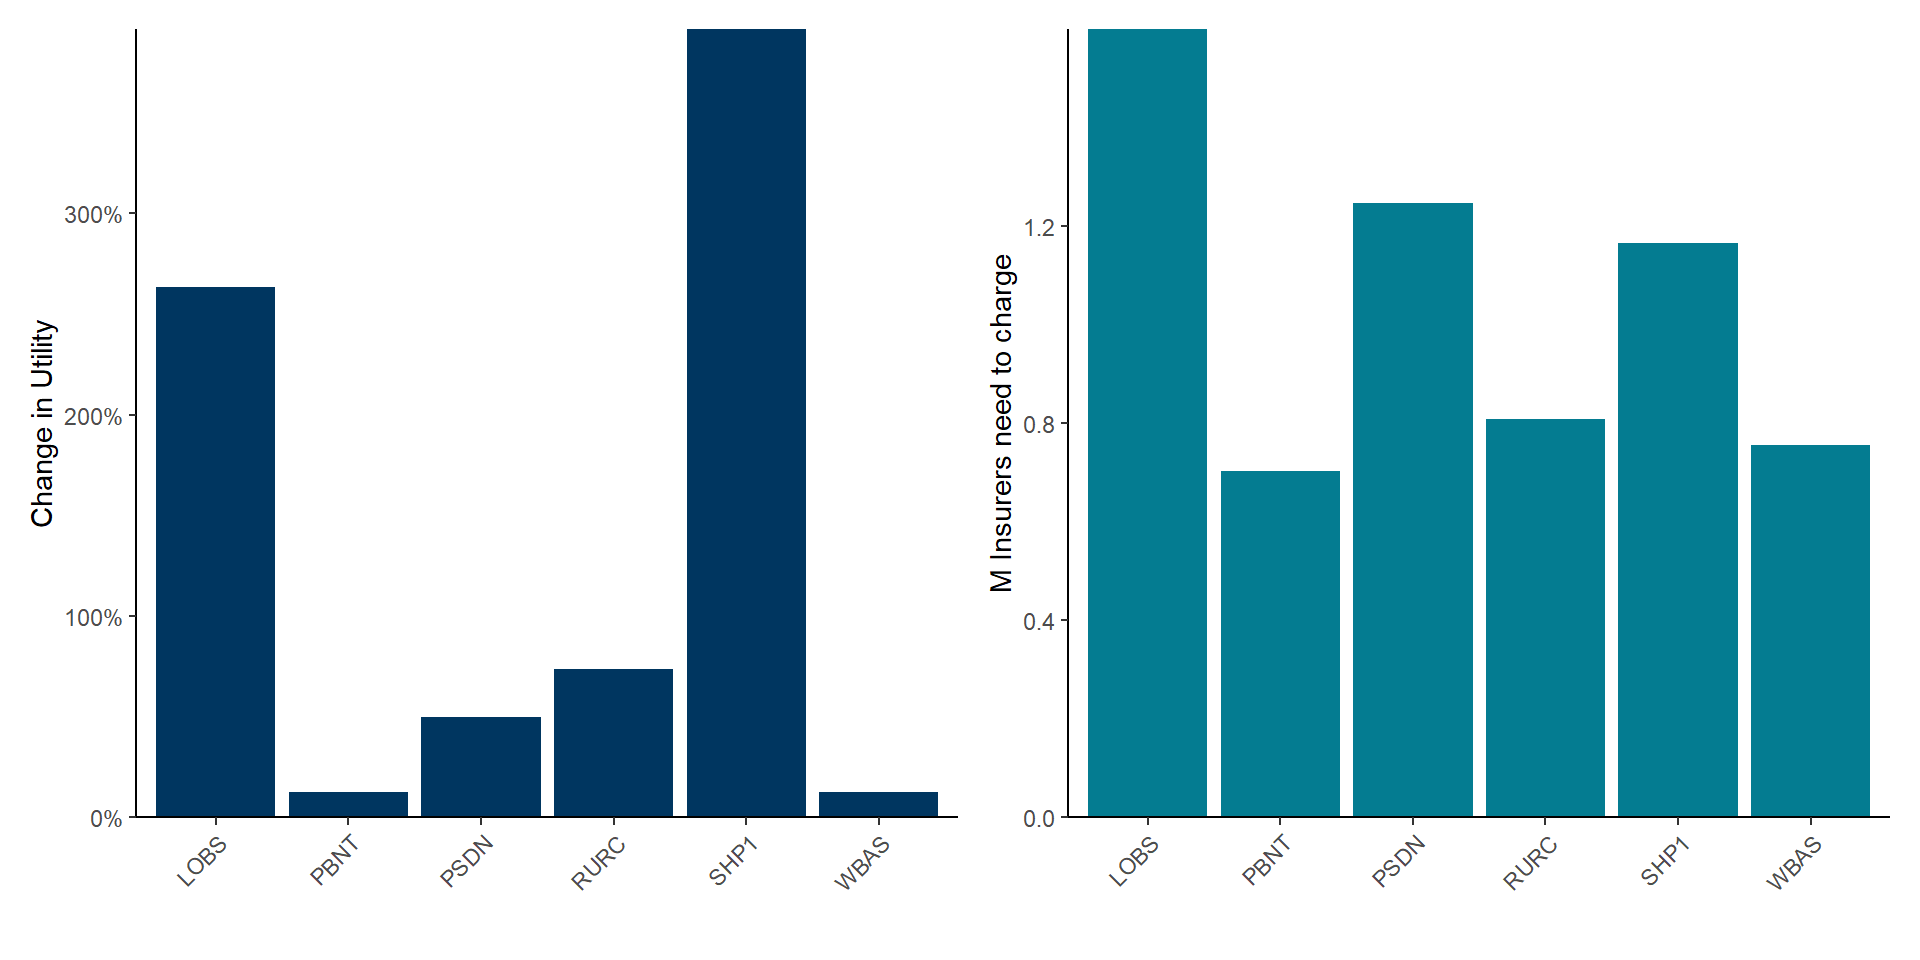 Change in Utility
300%
200%
100%
0%
LOBS
PBNT
PSDN
RURC
SHP1
WBAS
M Insurers need to charge
1.2
0.8
0.4
0.0
LOBS
PBNT
PSDN
RURC
SHP1
WBAS